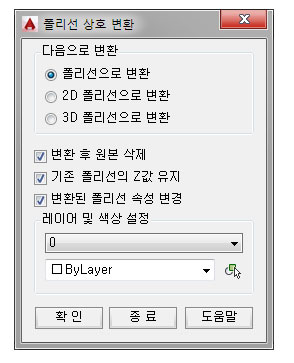 폴리선 상호 변환
다음으로 변환
폴리선으로 변환
2D 폴리선으로 변환
3D 폴리선으로 변환
변환 후 원본 삭제
기존 폴리선의 Z값 유지
변환된 폴리선 속성 변경
레이어 및 색상 설정
0
ByLayer
확 인 종 료 도움말